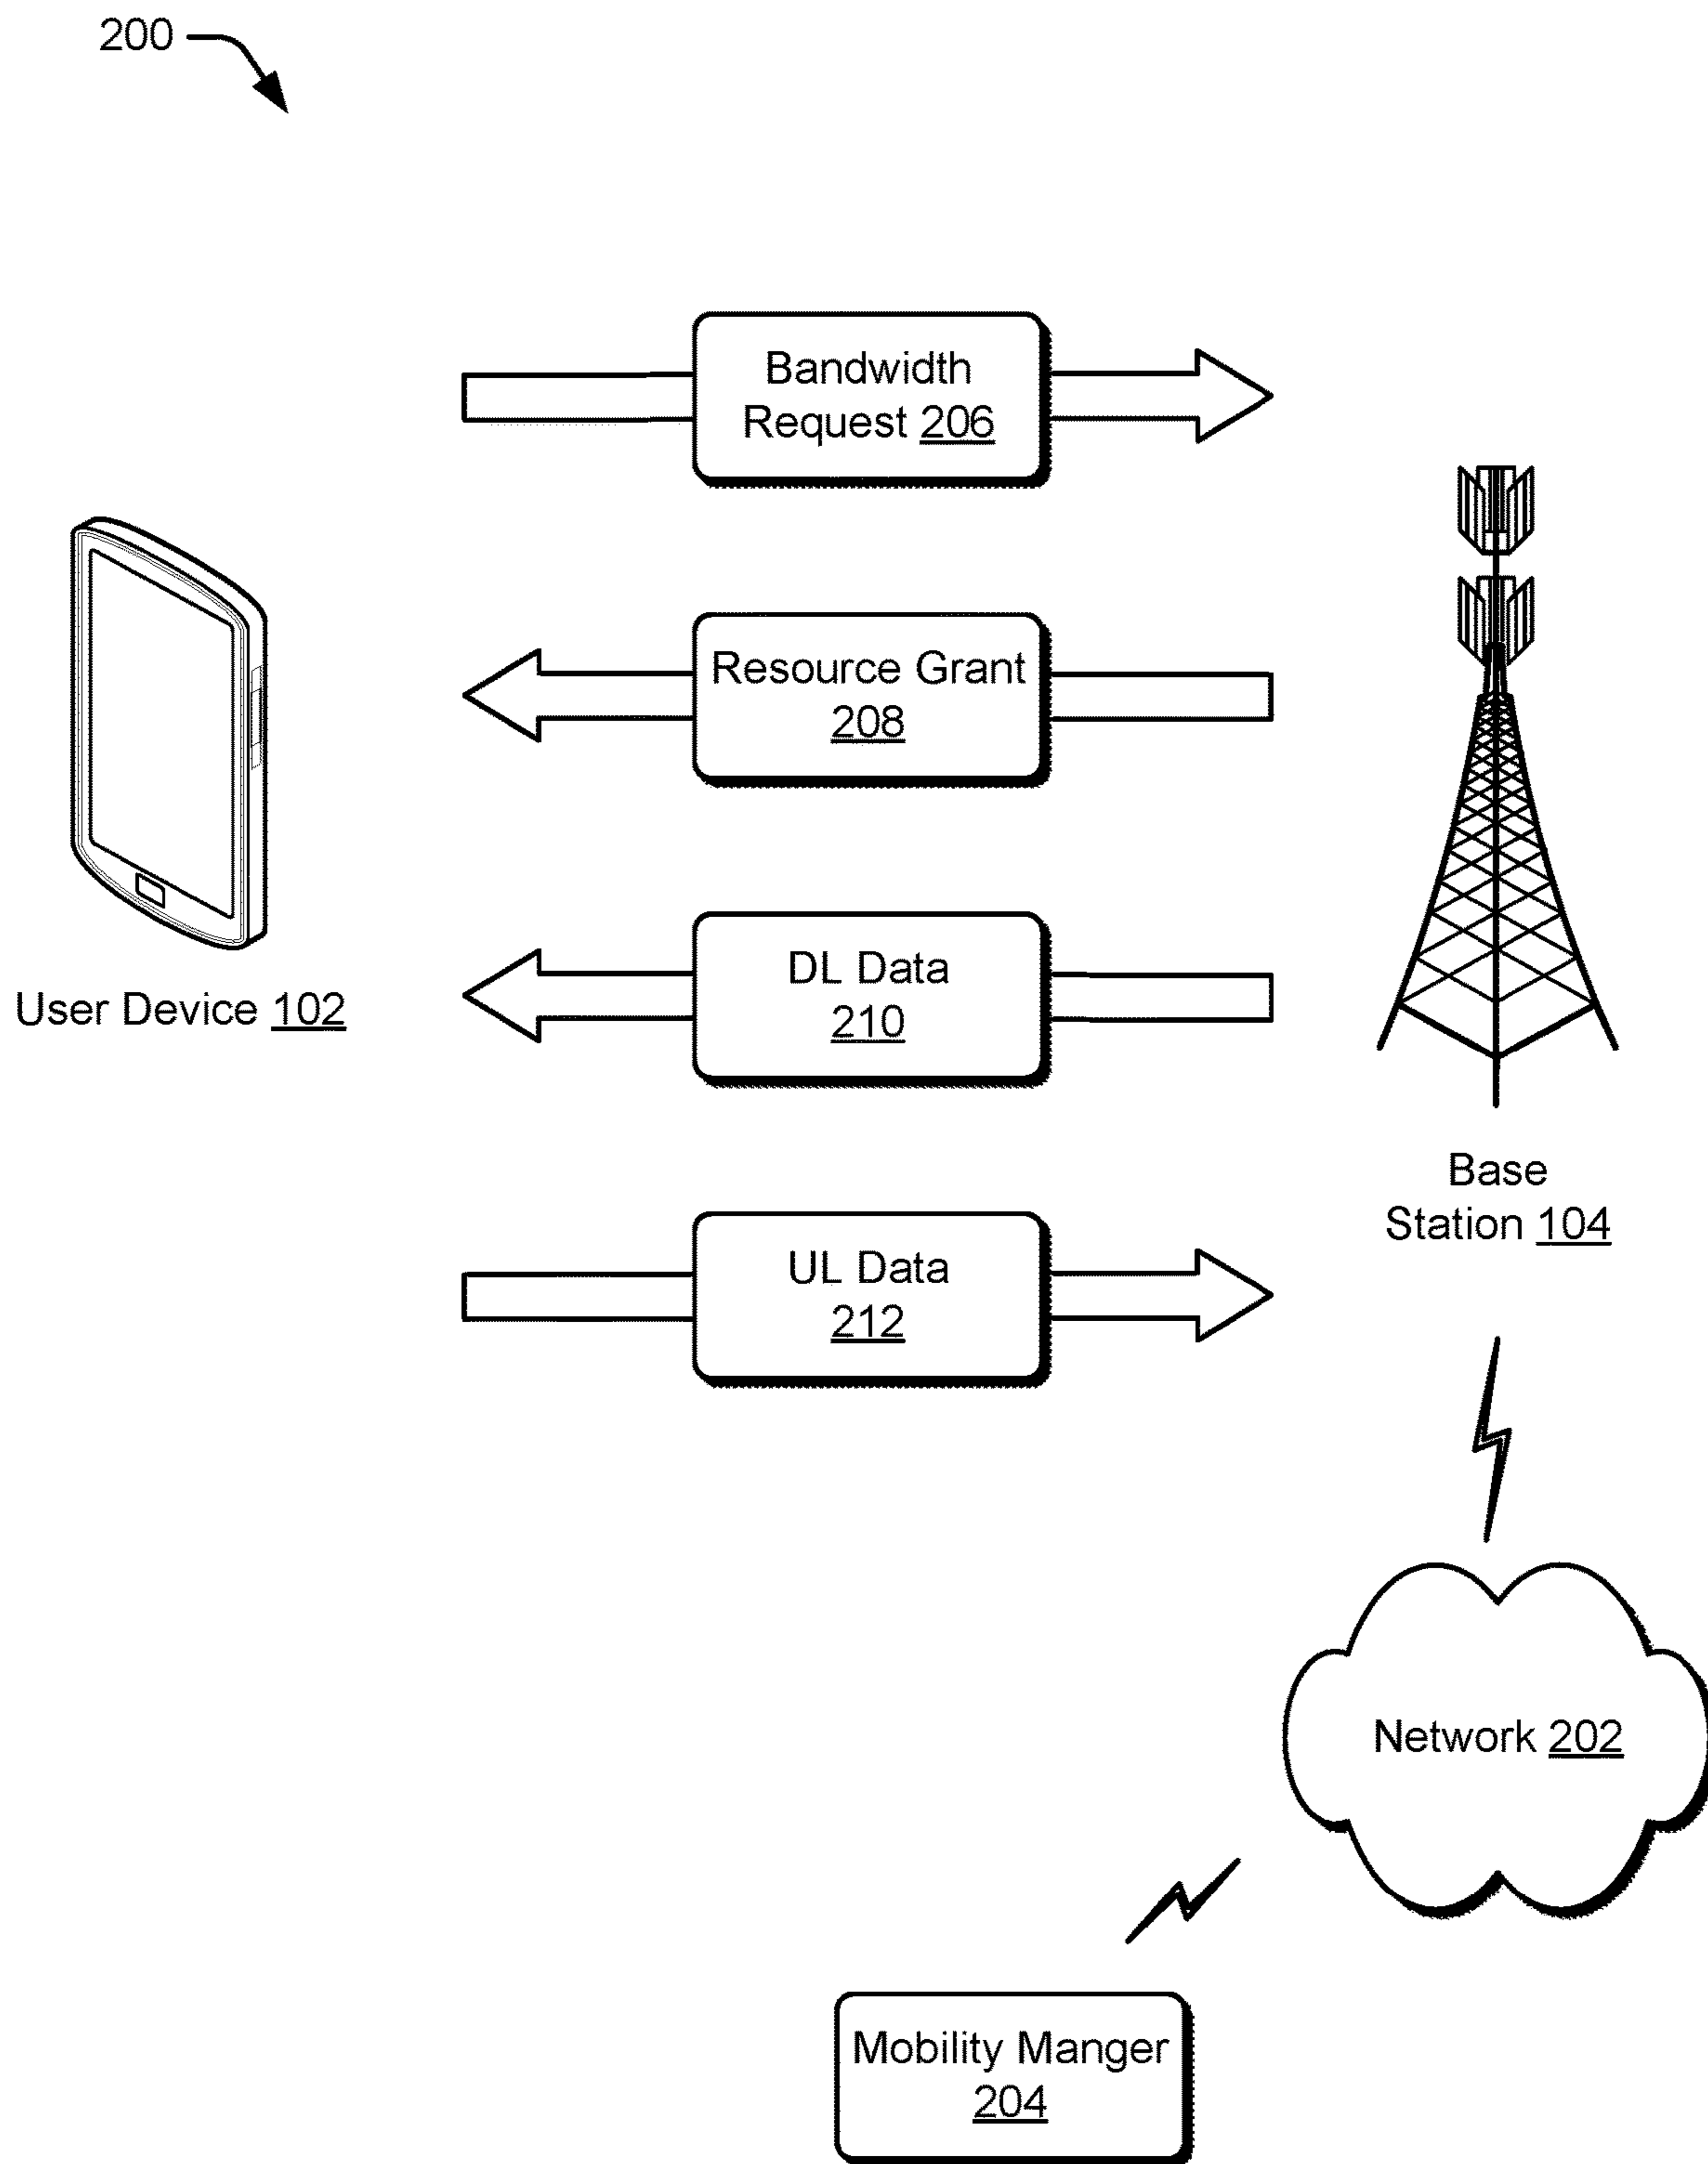 200
Bandwidth
Request 206
Resource Grant
208
DL Data
210
User Device 102
UL Data
212
Base
Station 104
Network 202
Mobility Manger
204